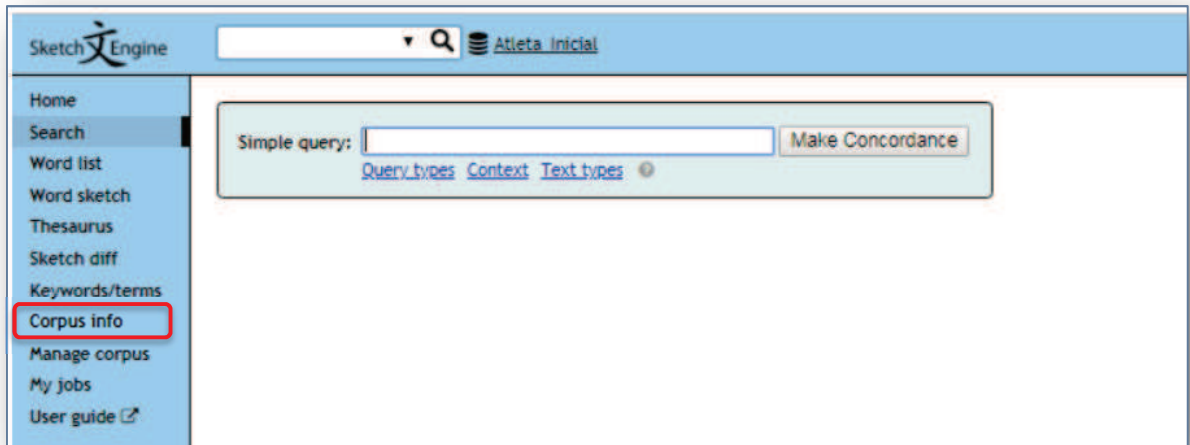 Sketch文Engine
Atleta_Inicial
Home
Search
Word list
Word sketch
Thesaurus
Sketch diff
Keywords/terms
Corpus info
Manage corpus
My jobs
User guide
Simple query: Make Concordance
Query types Context Text types ?